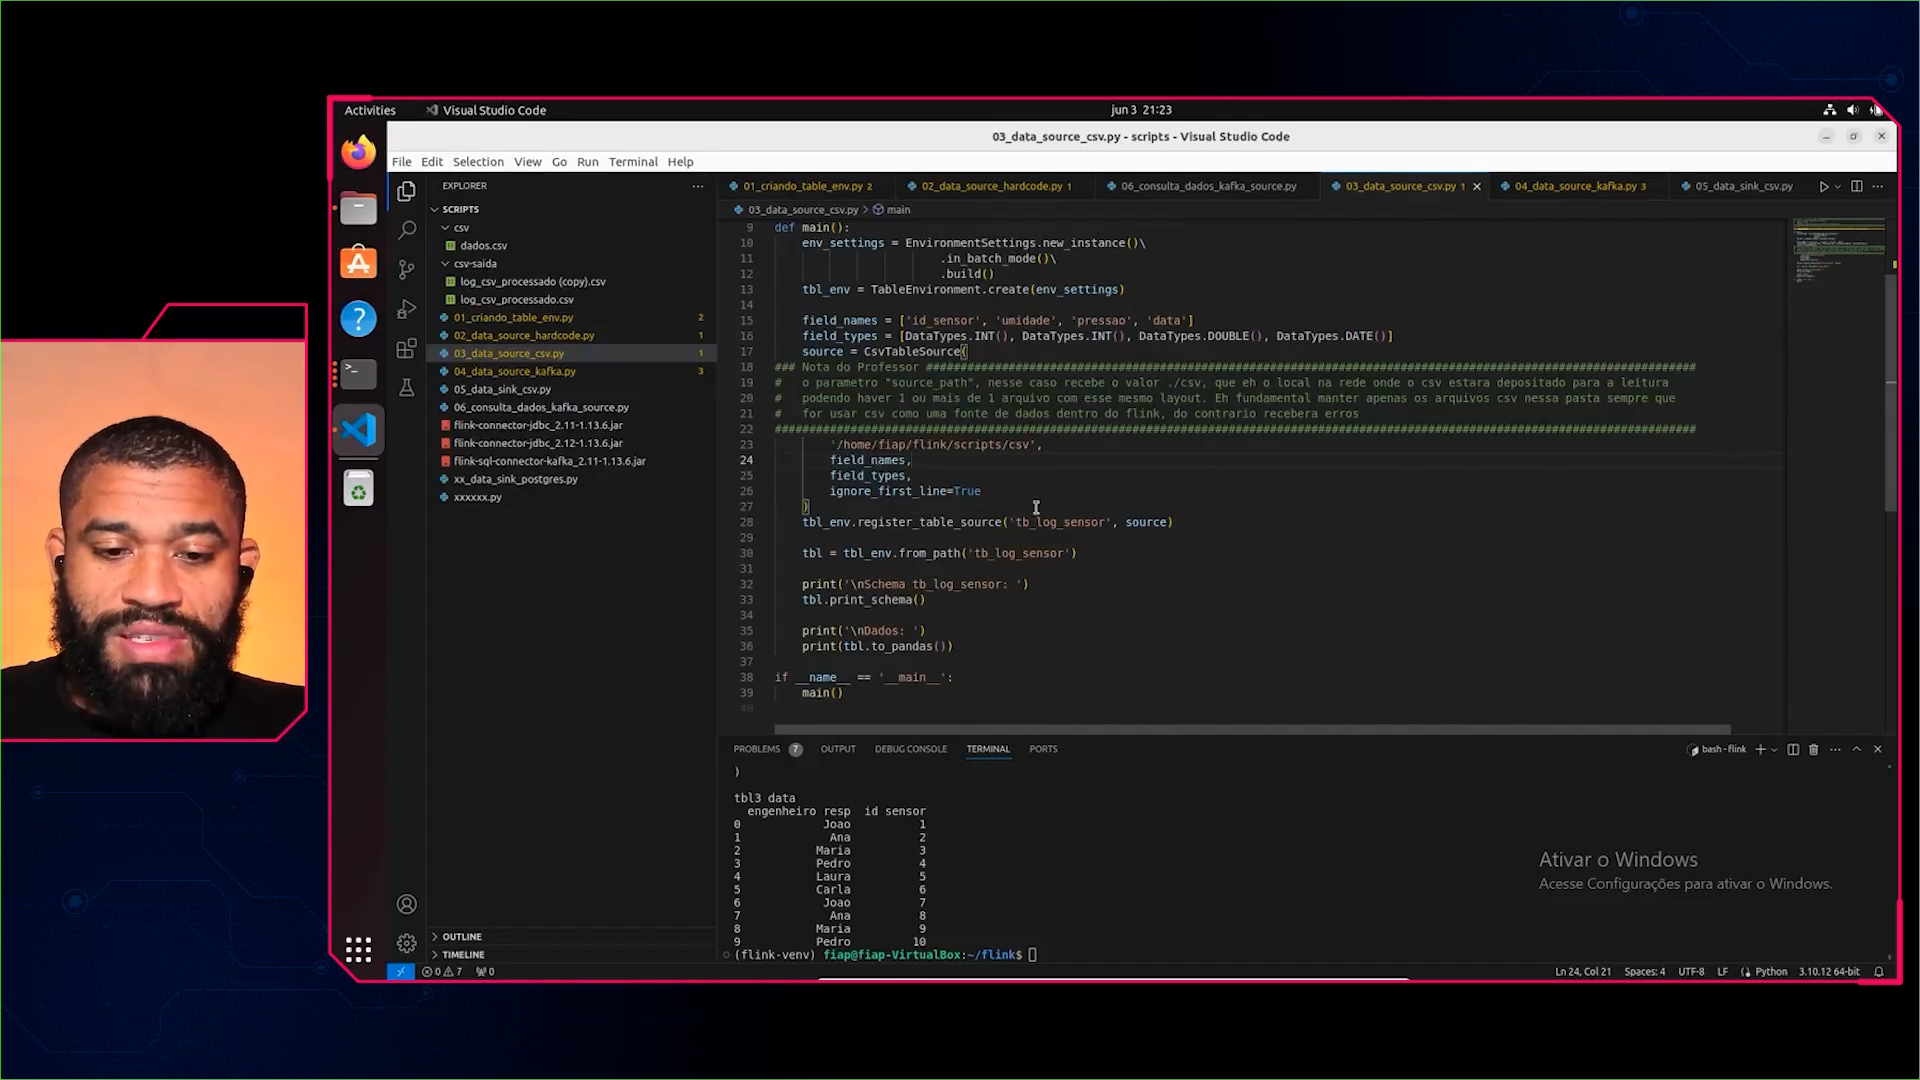 Activities
Visual Studio Code
jun 3 21:23
03_data_source_csv.py - scripts - Visual Studio Code
File Edit Selection View Go Run Terminal Help
EXPLORER
SCRIPTS
csv
dados.csv
csv-saida
log_csv_processado (copy).csv
log_csv_processado.csv
01_criando_table_env.py 2
02_data_source_hardcode.py 1
03_data_source_csv.py 1
04_data_source_kafka.py 3
05_data_sink_csv.py
06_consulta_dados_kafka_source.py
flink-connector-jdbc_2.11-1.13.6.jar
flink-connector-jdbc_2.12-1.13.6.jar
flink-sql-connector-kafka_2.11-1.13.6.jar
xx_data_sink_postgres.py
xxxxxx.py
OUTLINE
TIMELINE
01_criando_table_env.py 2
02_data_source_hardcode.py 1
06_consulta_dados_kafka_source.py
03_data_source_csv.py 1
04_data_source_kafka.py 3
05_data_sink_csv.py
03_data_source_csv.py > main
9 def main():
10 env_settings = EnvironmentSettings.new_instance()\
11 .in_batch_mode()\
12 .build()
13 tbl_env = TableEnvironment.create(env_settings)
14
15 field_names = ['id_sensor', 'umidade', 'pressao', 'data']
16 field_types = [DataTypes.INT(), DataTypes.INT(), DataTypes.DOUBLE(), DataTypes.DATE()]
17 source = CsvTableSource(
18 ### Nota do Professor ################################################################################################################
19 # o parametro "source_path", nesse caso recebe o valor ./csv, que eh o local na rede onde o csv estara depositado para a leitura
20 # podendo haver 1 ou mais de 1 arquivo com esse mesmo layout. Eh fundamental manter apenas os arquivos csv nessa pasta sempre que
21 # for usar csv como uma fonte de dados dentro do flink, do contrario recebera erros
22 ######################################################################################################################################
23 '/home/fiap/flink/scripts/csv',
24 field_names,
25 field_types,
26 ignore_first_line=True
27 )
28 tbl_env.register_table_source('tb_log_sensor', source)
29
30 tbl = tbl_env.from_path('tb_log_sensor')
31
32 print('\nSchema tb_log_sensor: ')
33 tbl.print_schema()
34
35 print('\nDados: ')
36 print(tbl.to_pandas())
37
38 if __name__ == '__main__':
39 main()
40
PROBLEMS 7 OUTPUT DEBUG CONSOLE TERMINAL PORTS
bash - flink
)
tbl3 data
engenheiro resp id sensor
0 Joao 1
1 Ana 2
2 Maria 3
3 Pedro 4
4 Laura 5
5 Carla 6
6 Joao 7
7 Ana 8
8 Maria 9
9 Pedro 10
(flink-venv) fiap@fiap-VirtualBox:~/flink$
Ativar o Windows
Acesse Configurações para ativar o Windows.
0 7 0
Ln 24, Col 21 Spaces: 4 UTF-8 LF Python 3.10.12 64-bit